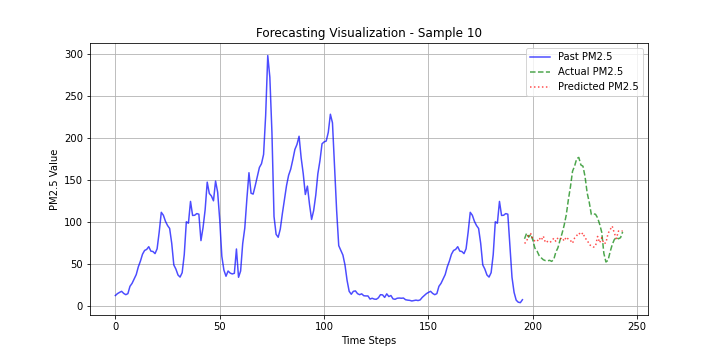 Forecasting Visualization - Sample 10
Past PM2.5
Actual PM2.5
Predicted PM2.5
PM2.5 Value
300
250
200
150
100
50
0
0
50
100
150
200
250
Time Steps